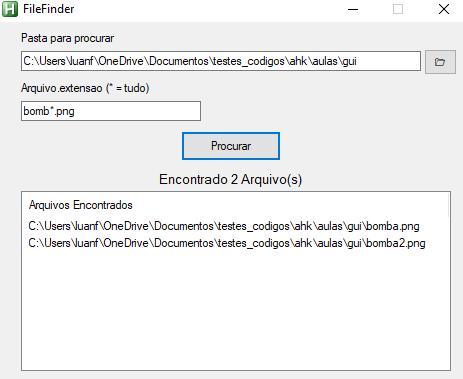 FileFinder
Pasta para procurar
C:\Users\luanf\OneDrive\Documentos\testes_codigos\ahk\aulas\gui
Arquivo.extensao (* = tudo)
bomb*.png
Procurar
Encontrado 2 Arquivo(s)
Arquivos Encontrados
C:\Users\luanf\OneDrive\Documentos\testes_codigos\ahk\aulas\gui\bomba.png
C:\Users\luanf\OneDrive\Documentos\testes_codigos\ahk\aulas\gui\bomba2.png